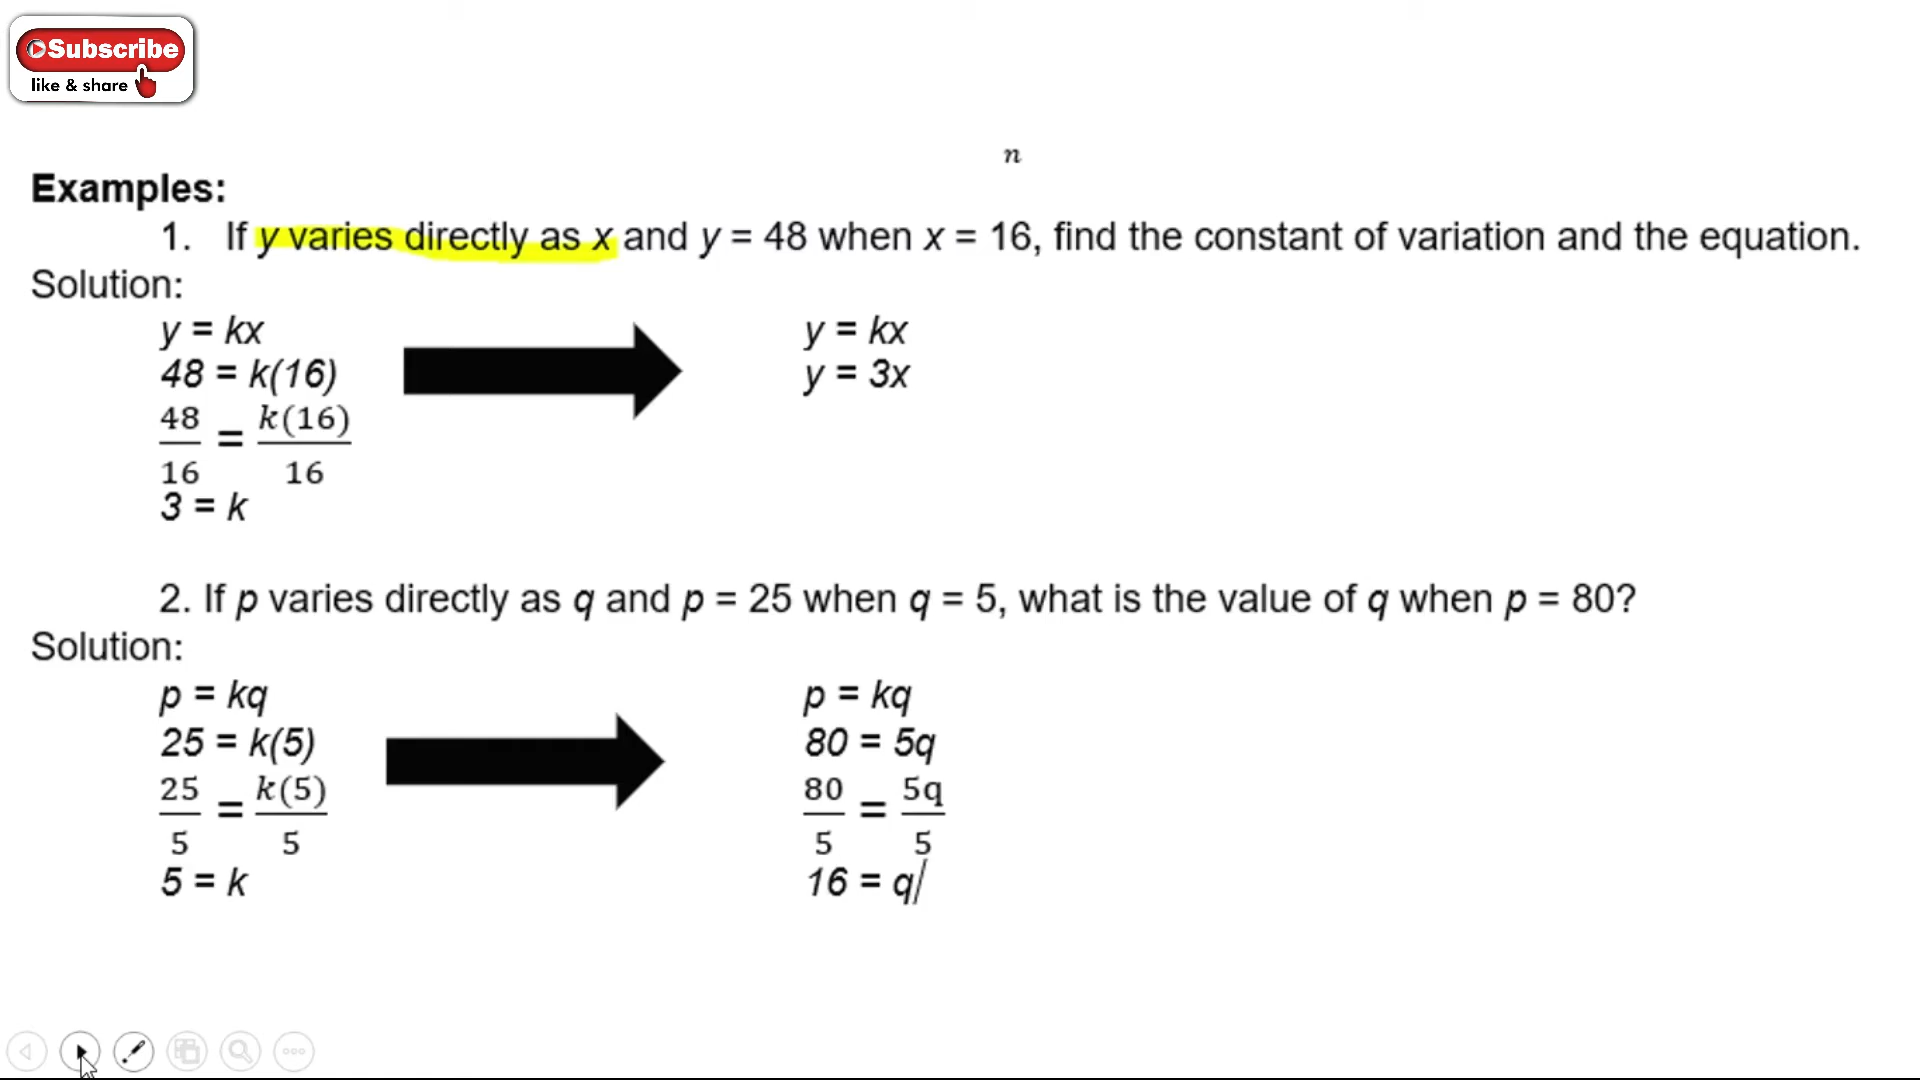 Subscribe
like & share
n
Examples:
1. If y varies directly as x and y = 48 when x = 16, find the constant of variation and the equation.
Solution:
y = kx
y = kx
48 = k(16)
y = 3x
48/16 = k(16)/16
3 = k
2. If p varies directly as q and p = 25 when q = 5, what is the value of q when p = 80?
Solution:
p = kq
p = kq
25 = k(5)
80 = 5q
25/5 = k(5)/5
80/5 = 5q/5
5 = k
16 = q/